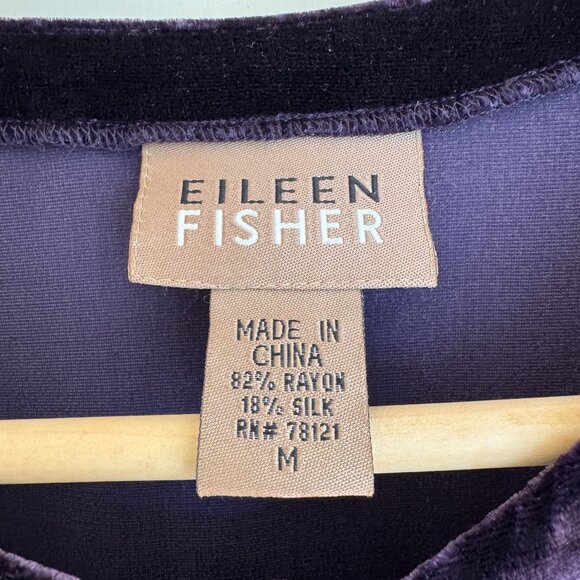 EILEEN
FISHER
MADE IN
CHINA
82% RAYON
18% SILK
RN# 78121
M